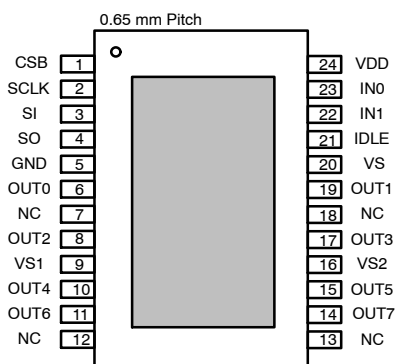 0.65 mm Pitch
CSB 1 24 VDD
SCLK 2 23 IN0
SI 3 22 IN1
SO 4 21 IDLE
GND 5 20 VS
OUT0 6 19 OUT1
NC 7 18 NC
OUT2 8 17 OUT3
VS1 9 16 VS2
OUT4 10 15 OUT5
OUT6 11 14 OUT7
NC 12 13 NC